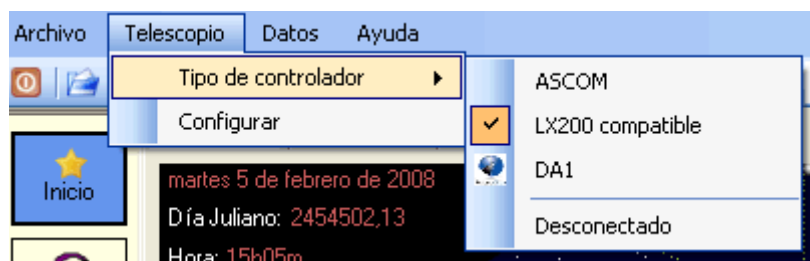 Archivo Telescopio Datos Ayuda
Tipo de controlador
Configurar
ASCOM
LX200 compatible
DA1
Desconectado
Inicio
martes 5 de febrero de 2008
Día Juliano: 2454502,13
Hora: 15h05m